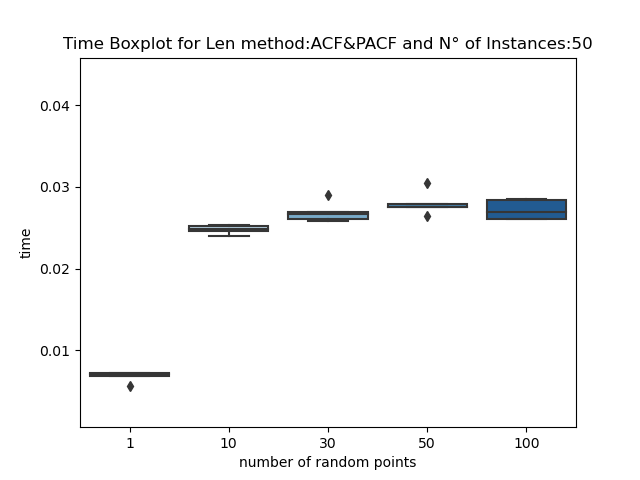 Time Boxplot for Len method:ACF&PACF and N° of Instances:50
0.04
0.03
0.02
0.01
time
1 10 30 50 100
number of random points